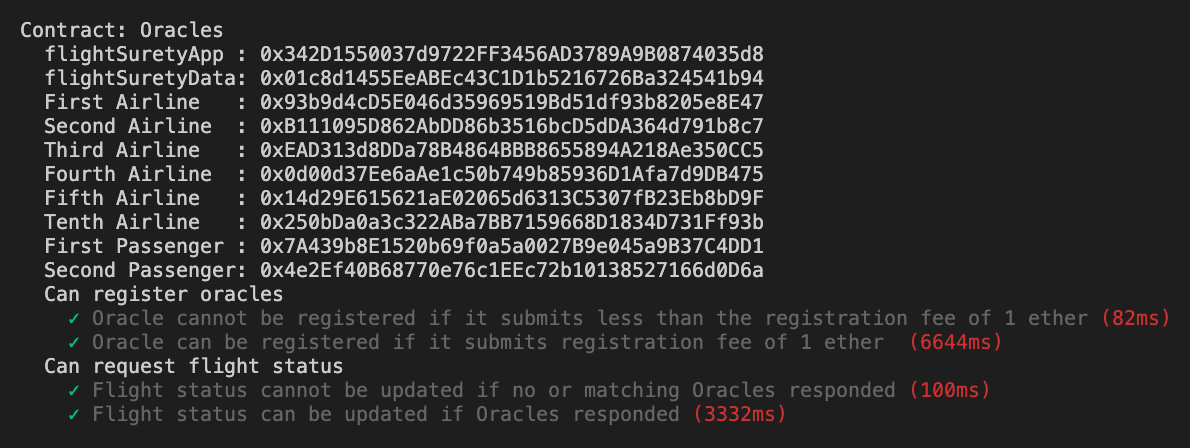 Contract: Oracles
flightSuretyApp : 0x342D1550037d9722FF3456AD3789A9B0874035d8
flightSuretyData: 0x01c8d1455EeABEc43C1D1b5216726Ba324541b94
First Airline   : 0x93b9d4cD5E046d35969519Bd51df93b8205e8E47
Second Airline  : 0xB111095D862AbDD86b3516bcD5dDA364d791b8c7
Third Airline   : 0xEAD313d8DDa78B4864BBB8655894A218Ae350CC5
Fourth Airline  : 0x0d00d37Ee6aAe1c50b749b85936D1Afa7d9DB475
Fifth Airline   : 0x14d29E615621aE02065d6313C5307fB23Eb8bD9F
Tenth Airline   : 0x250bDa0a3c322ABa7BB7159668D1834D731Ff93b
First Passenger : 0x7A439b8E1520b69f0a5a0027B9e045a9B37C4DD1
Second Passenger: 0x4e2Ef40B68770e76c1EEc72b10138527166d0D6a
Can register oracles
✓ Oracle cannot be registered if it submits less than the registration fee of 1 ether (82ms)
✓ Oracle can be registered if it submits registration fee of 1 ether  (6644ms)
Can request flight status
✓ Flight status cannot be updated if no or matching Oracles responded (100ms)
✓ Flight status can be updated if Oracles responded (3332ms)